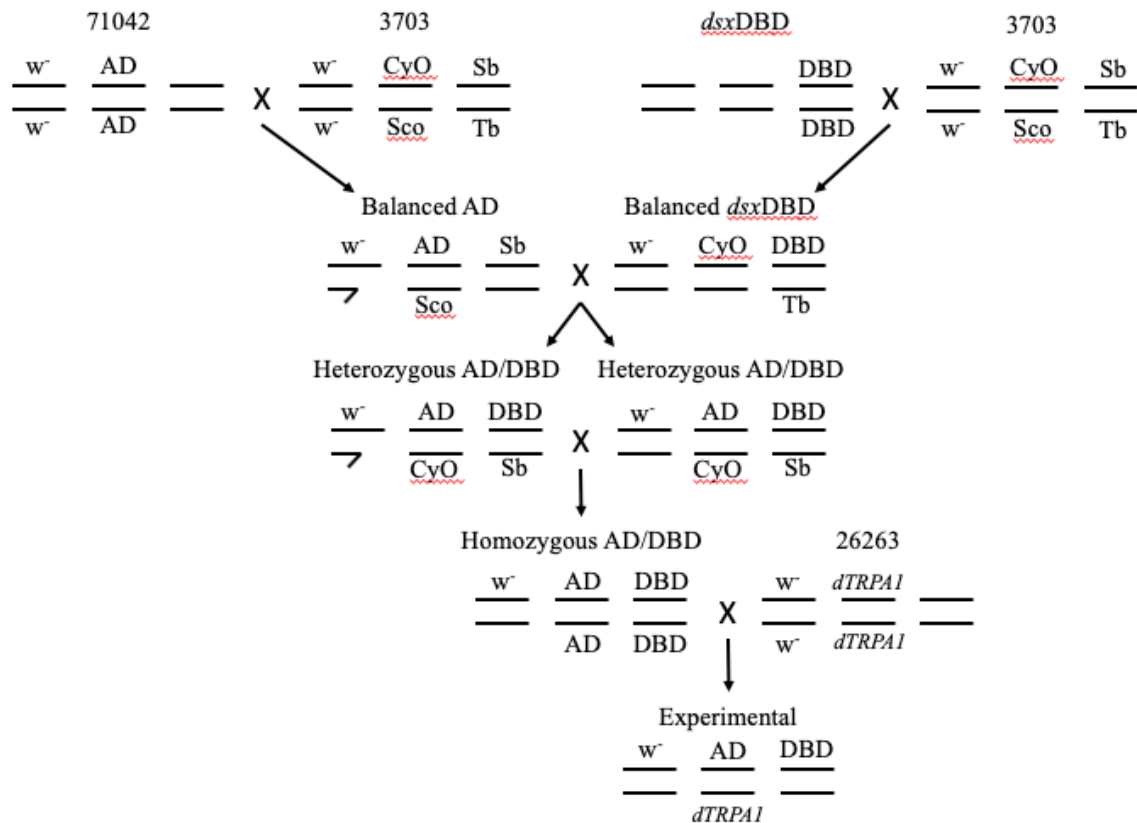 71042 3703 dsxDBD 3703
w- AD w- CyO Sb DBD w- CyO Sb
X X
w- AD w- Sco Tb DBD w- Sco Tb
Balanced AD Balanced dsxDBD
w- AD Sb w- CyO DBD
X
Sco Tb
Heterozygous AD/DBD Heterozygous AD/DBD
w- AD DBD w- AD DBD
X
CyO Sb CyO Sb
Homozygous AD/DBD 26263
w- AD DBD w- dTRPA1
X
AD DBD w- dTRPA1
Experimental
w- AD DBD
dTRPA1